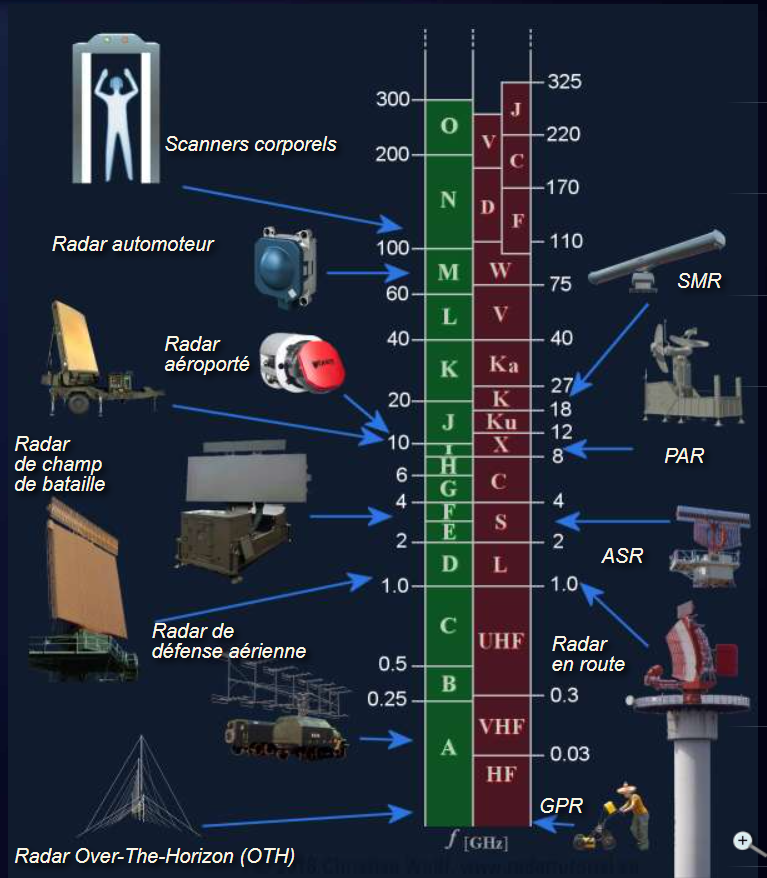 Scanners corporels
Radar automoteur
Radar
aéroporté
Radar
de champ
de bataille
Radar de
défense aérienne
Radar Over-The-Horizon (OTH)
300
200
100
60
40
20
10
6
4
2
1.0
0.5
0.25
O
N
M
L
K
J
I
H
G
F
E
D
C
B
A
V
D
W
V
Ka
K
Ku
X
C
S
L
UHF
VHF
HF
J
C
F
325
220
170
110
75
40
27
18
12
8
4
2
1.0
0.3
0.03
f [GHz]
SMR
PAR
ASR
Radar
en route
GPR